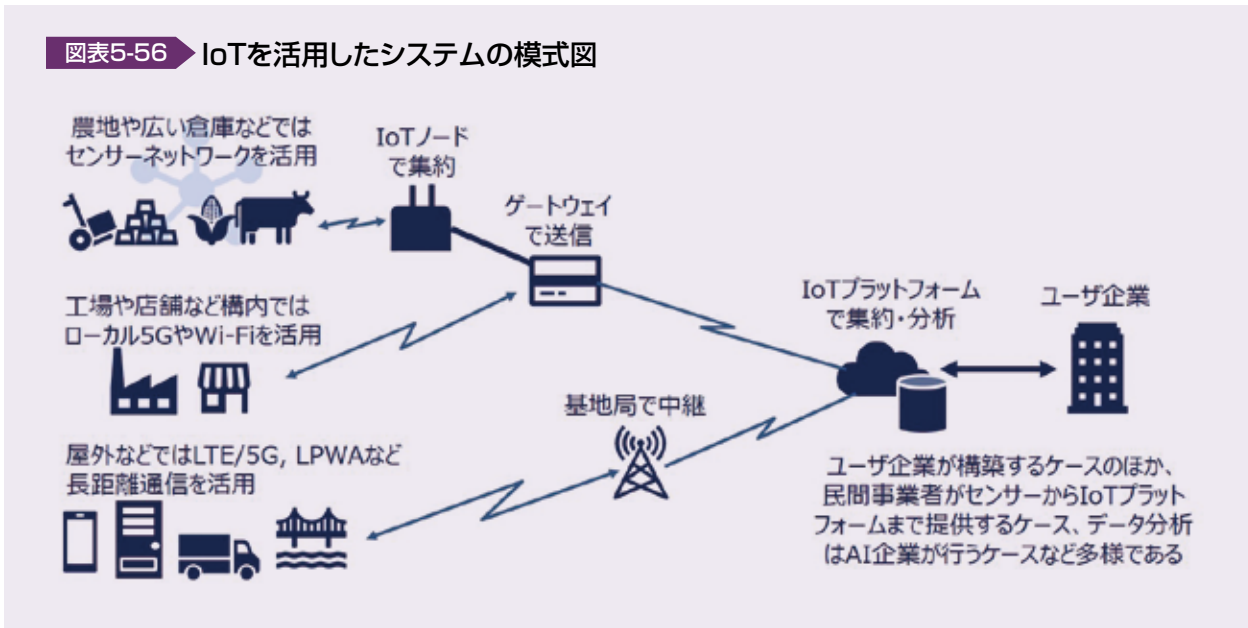 図表5-56 IoTを活用したシステムの模式図
農地や広い倉庫などでは
センサーネットワークを活用
IoTノード
で集約
ゲートウェイ
で送信
工場や店舗など構内では
ローカル5GやWi-Fiを活用
IoTプラットフォーム
で集約・分析
ユーザ企業
基地局で中継
屋外などではLTE/5G, LPWAなど
長距離通信を活用
ユーザ企業が構築するケースのほか、
民間事業者がセンサーからIoTプラット
フォームまで提供するケース、データ分析
はAI企業が行うケースなど多様である